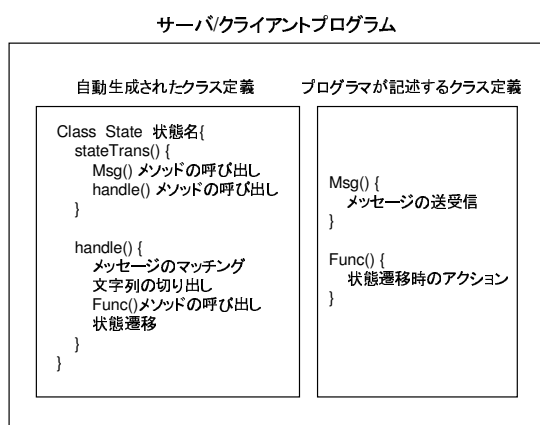 サーバ/クライアントプログラム
自動生成されたクラス定義
Class State 状態名{
stateTrans() {
Msg() メソッドの呼び出し
handle() メソッドの呼び出し
}
handle() {
メッセージのマッチング
文字列の切り出し
Func()メソッドの呼び出し
状態遷移
}
}
プログラマが記述するクラス定義
Msg() {
メッセージの送受信
}
Func() {
状態遷移時のアクション
}